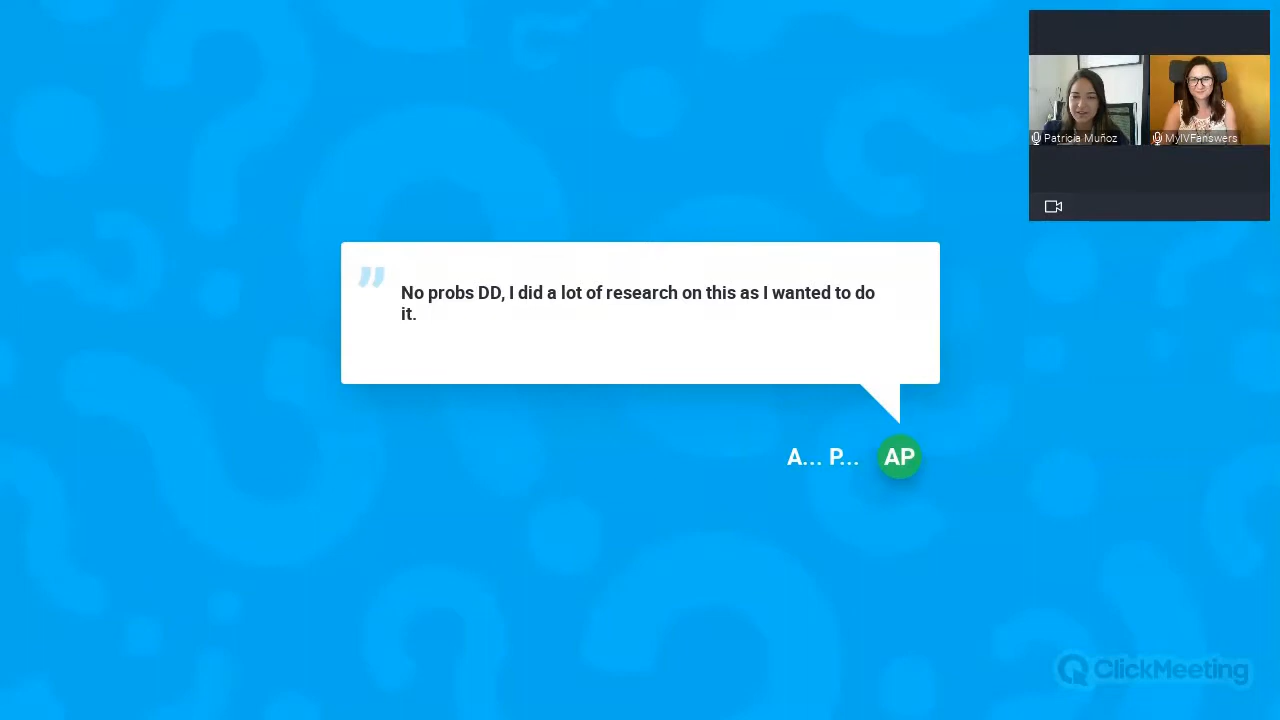 Patricia Muñoz
MyIVFanswers
No probs DD, I did a lot of research on this as I wanted to do
it.
A... P...
AP
ClickMeeting